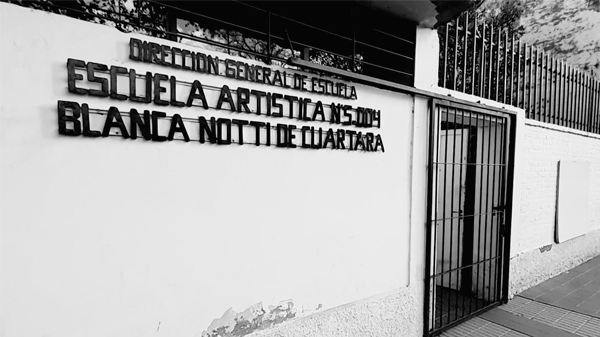 DIRECCION GENERAL DE ESCUELA
ESCUELA ARTISTICA Nº5-004
BLANCA NOTTI DE CUARTARA